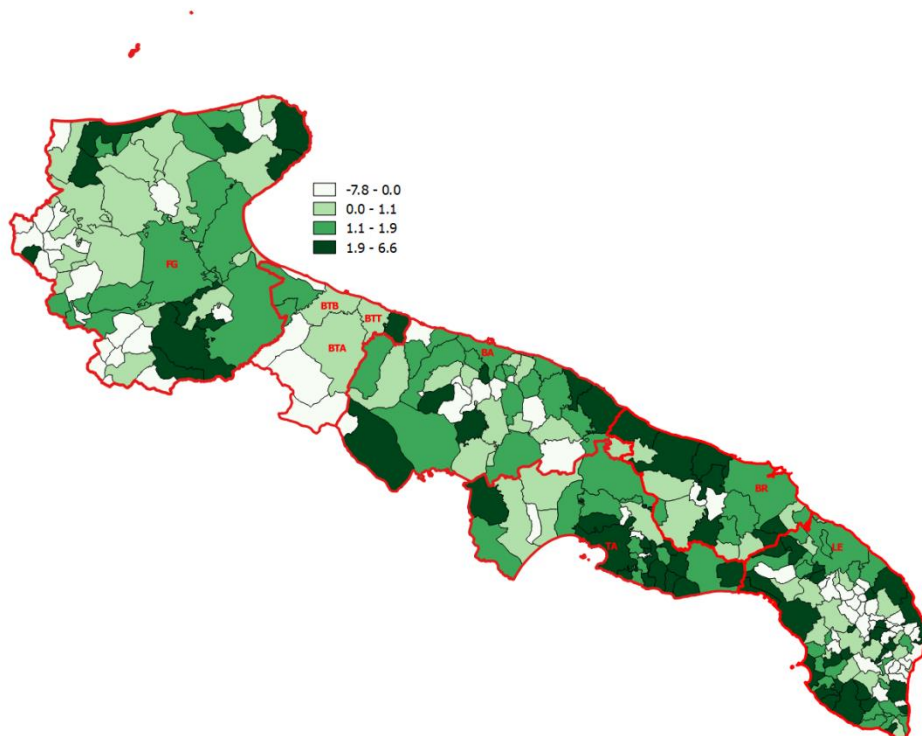 -7.8 - 0.0
0.0 - 1.1
1.1 - 1.9
1.9 - 6.6
FG
BTB
BTT
BTA
BA
BR
TA
LE